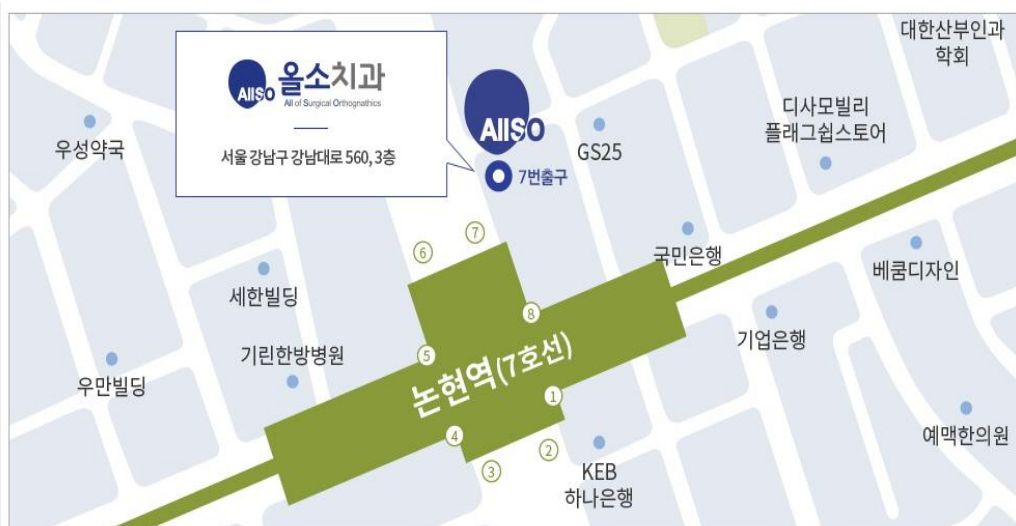 대한산부인과
학회
AllSO 올소치과
All of Surgical Orthognathics
서울 강남구 강남대로 560, 3층
AllSO
7번출구
GS25
디사모빌리
플래그쉽스토어
우성약국
국민은행
베쿰디자인
세한빌딩
기업은행
기린한방병원
우만빌딩
논현역(7호선)
예맥한의원
KEB
하나은행
6
7
8
5
1
4
2
3